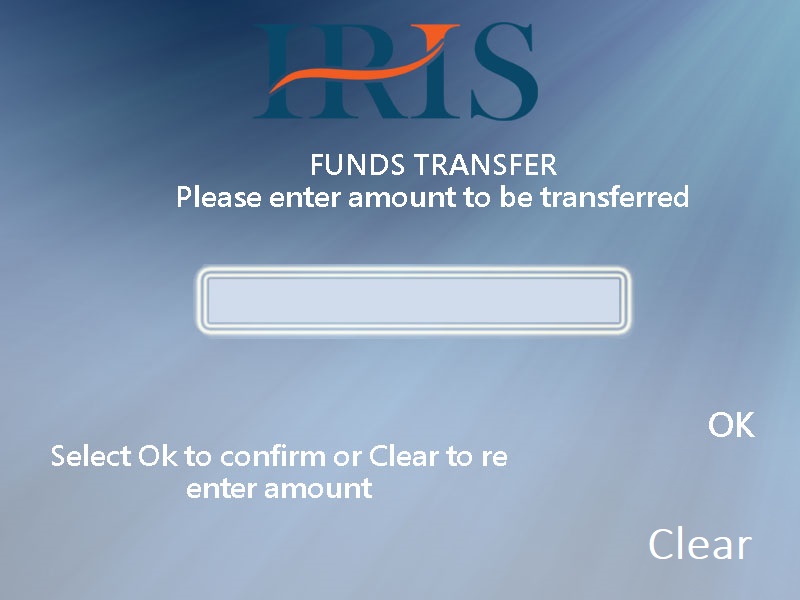 IRIS
FUNDS TRANSFER
Please enter amount to be transferred
OK
Select Ok to confirm or Clear to re
enter amount
Clear